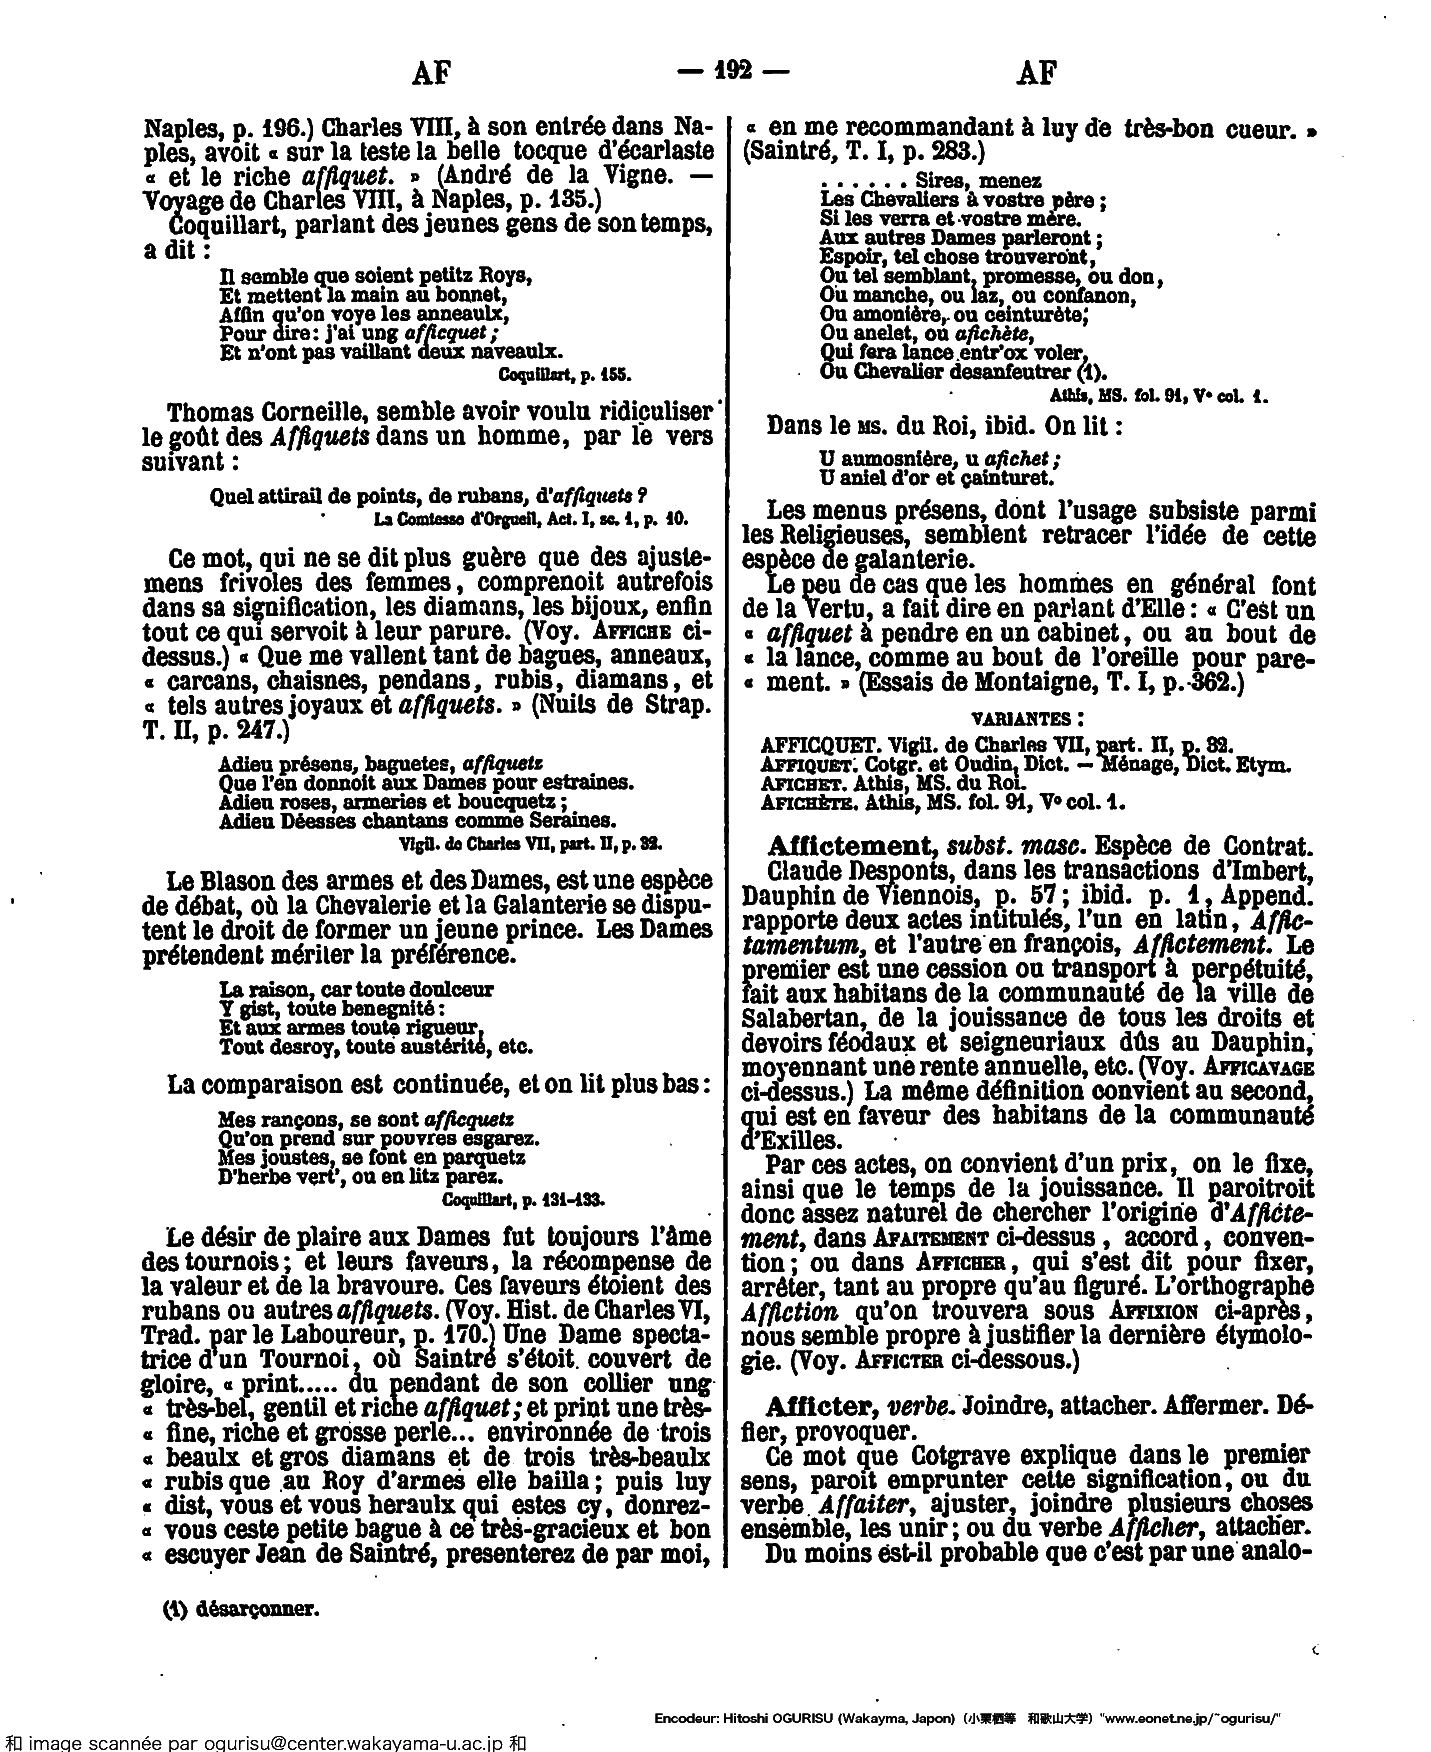 AF — 192 — AF
Naples, p. 196.) Charles VIII, à son entrée dans Na-
ples, avoit « sur la teste la belle tocque d'écarlaste
« et le riche affiquet. » (André de la Vigne. —
Voyage de Charles VIII, à Naples, p. 135.)
Coquillart, parlant des jeunes gens de son temps,
a dit :
Il semble que soient petitz Roys,
Et mettent la main au bonnet,
Affin qu'on voye les anneaulx,
Pour dire : j'ai ung afficquet ;
Et n'ont pas vaillant deux naveaulx.
Coquillart, p. 155.
Thomas Corneille, semble avoir voulu ridiculiser
le goût des Affiquets dans un homme, par le vers
suivant :
Quel attirail de points, de rubans, d'affiquets ?
La Comtesse d'Orgueil, Act. I, sc. 1, p. 10.
Ce mot, qui ne se dit plus guère que des ajuste-
mens frivoles des femmes, comprenoit autrefois
dans sa signification, les diamans, les bijoux, enfin
tout ce qui servoit à leur parure. (Voy. AFFICHE ci-
dessus.) « Que me vallent tant de bagues, anneaux,
« carcans, chaisnes, pendans, rubis, diamans, et
« tels autres joyaux et affiquets. » (Nuits de Strap.
T. II, p. 247.)
Adieu présens, baguetes, affiquetz
Que l'en donnoit aux Dames pour estraines.
Adieu roses, armeries et boucquetz ;
Adieu Déesses chantans comme Seraines.
Vigil. de Charles VII, part. II, p. 32.
Le Blason des armes et des Dames, est une espèce
de débat, où la Chevalerie et la Galanterie se dispu-
tent le droit de former un jeune prince. Les Dames
prétendent mériter la préférence.
La raison, car toute doulceur
Y gist, toute benegnité :
Et aux armes toute rigueur,
Tout desroy, toute austérité, etc.
La comparaison est continuée, et on lit plus bas :
Mes rançons, se sont afficquetz
Qu'on prend sur pouvres esgarez.
Mes joustes, se font en parquetz
D'herbe vert', ou en litz parez.
Coquillart, p. 131-133.
Le désir de plaire aux Dames fut toujours l'âme
des tournois ; et leurs faveurs, la récompense de
la valeur et de la bravoure. Ces faveurs étoient des
rubans ou autres affiquets. (Voy. Hist. de Charles VI,
Trad. par le Laboureur, p. 170.) Une Dame specta-
trice d'un Tournoi, où Saintré s'étoit couvert de
gloire, « print..... du pendant de son collier ung
« très-bel, gentil et riche affiquet ; et print une très-
« fine, riche et grosse perle... environnée de trois
« beaulx et gros diamans et de trois très-beaulx
« rubis que au Roy d'armes elle bailla ; puis luy
« dist, vous et vous heraulx qui estes cy, donrez-
« vous ceste petite bague à ce très-gracieux et bon
« escuyer Jean de Saintré, presenterez de par moi,
(1) désarçonner.
« en me recommandant à luy de très-bon cueur. »
(Saintré, T. I, p. 283.)
. . . . . . Sires, menez
Les Chevaliers à vostre père ;
Si les verra et vostre mère.
Aux autres Dames parleront ;
Espoir, tel chose trouveront,
Ou tel semblant, promesse, ou don,
Ou manche, ou laz, ou confanon,
Ou amonière, ou ceinturète ;
Ou anelet, ou afichète,
Qui fera lance entr'ox voler,
Ou Chevalier desanfeutrer (1).
Athis, MS. fol. 91, V° col. 1.
Dans le MS. du Roi, ibid. On lit :
U aumosnière, u afichet ;
U aniel d'or et çainturet.
Les menus présens, dont l'usage subsiste parmi
les Religieuses, semblent retracer l'idée de cette
espèce de galanterie.
Le peu de cas que les hommes en général font
de la Vertu, a fait dire en parlant d'Elle : « C'est un
« affiquet à pendre en un cabinet, ou au bout de
« la lance, comme au bout de l'oreille pour pare-
« ment. » (Essais de Montaigne, T. I, p. 362.)
VARIANTES :
AFFICQUET. Vigil. de Charles VII, part. II, p. 32.
AFFIQUET. Cotgr. et Oudin, Dict. — Ménage, Dict. Etym.
AFICHET. Athis, MS. du Roi.
AFICHÈTE. Athis, MS. fol. 91, V° col. 1.
Affictement, subst. masc. Espèce de Contrat.
Claude Desponts, dans les transactions d'Imbert,
Dauphin de Viennois, p. 57 ; ibid. p. 1, Append.
rapporte deux actes intitulés, l'un en latin, Affic-
tamentum, et l'autre en françois, Affictement. Le
premier est une cession ou transport à perpétuité,
fait aux habitans de la communauté de la ville de
Salabertan, de la jouissance de tous les droits et
devoirs féodaux et seigneuriaux dûs au Dauphin,
moyennant une rente annuelle, etc. (Voy. AFFICAVAGE
ci-dessus.) La même définition convient au second,
qui est en faveur des habitans de la communauté
d'Exilles.
Par ces actes, on convient d'un prix, on le fixe,
ainsi que le temps de la jouissance. Il paroitroit
donc assez naturel de chercher l'origine d'Afficte-
ment, dans AFAITEMENT ci-dessus, accord, conven-
tion ; ou dans AFFICHER, qui s'est dit pour fixer,
arrêter, tant au propre qu'au figuré. L'orthographe
Affiction qu'on trouvera sous AFFIXION ci-après,
nous semble propre à justifier la dernière étymolo-
gie. (Voy. AFFICTER ci-dessous.)
Afficter, verbe. Joindre, attacher. Affermer. Dé-
fier, provoquer.
Ce mot que Cotgrave explique dans le premier
sens, paroit emprunter cette signification, ou du
verbe Affaiter, ajuster, joindre plusieurs choses
ensemble, les unir ; ou du verbe Afficher, attacher.
Du moins est-il probable que c'est par une analo-
Encodeur: Hitoshi OGURISU (Wakayma, Japon) (小栗栖等 和歌山大学) "www.eonet.ne.jp/~ogurisu/"
和 image scannée par ogurisu@center.wakayama-u.ac.jp 和